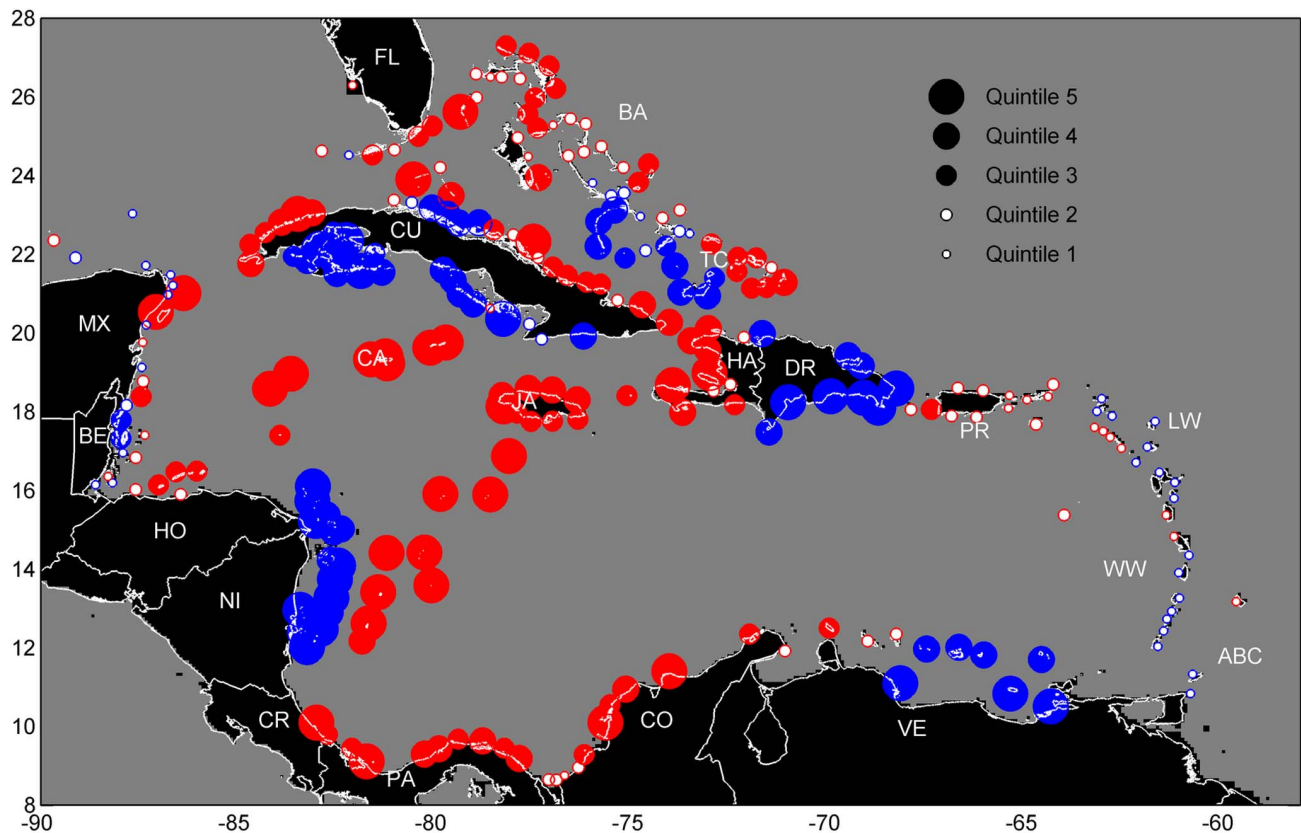 28
26
24
22
20
18
16
14
12
10
8
FL
BA
Quintile 5
Quintile 4
Quintile 3
Quintile 2
Quintile 1
CU
TC
MX
CA
HA
DR
JA
PR
LW
BE
HO
WW
NI
ABC
CR
CO
VE
PA
-90
-85
-80
-75
-70
-65
-60